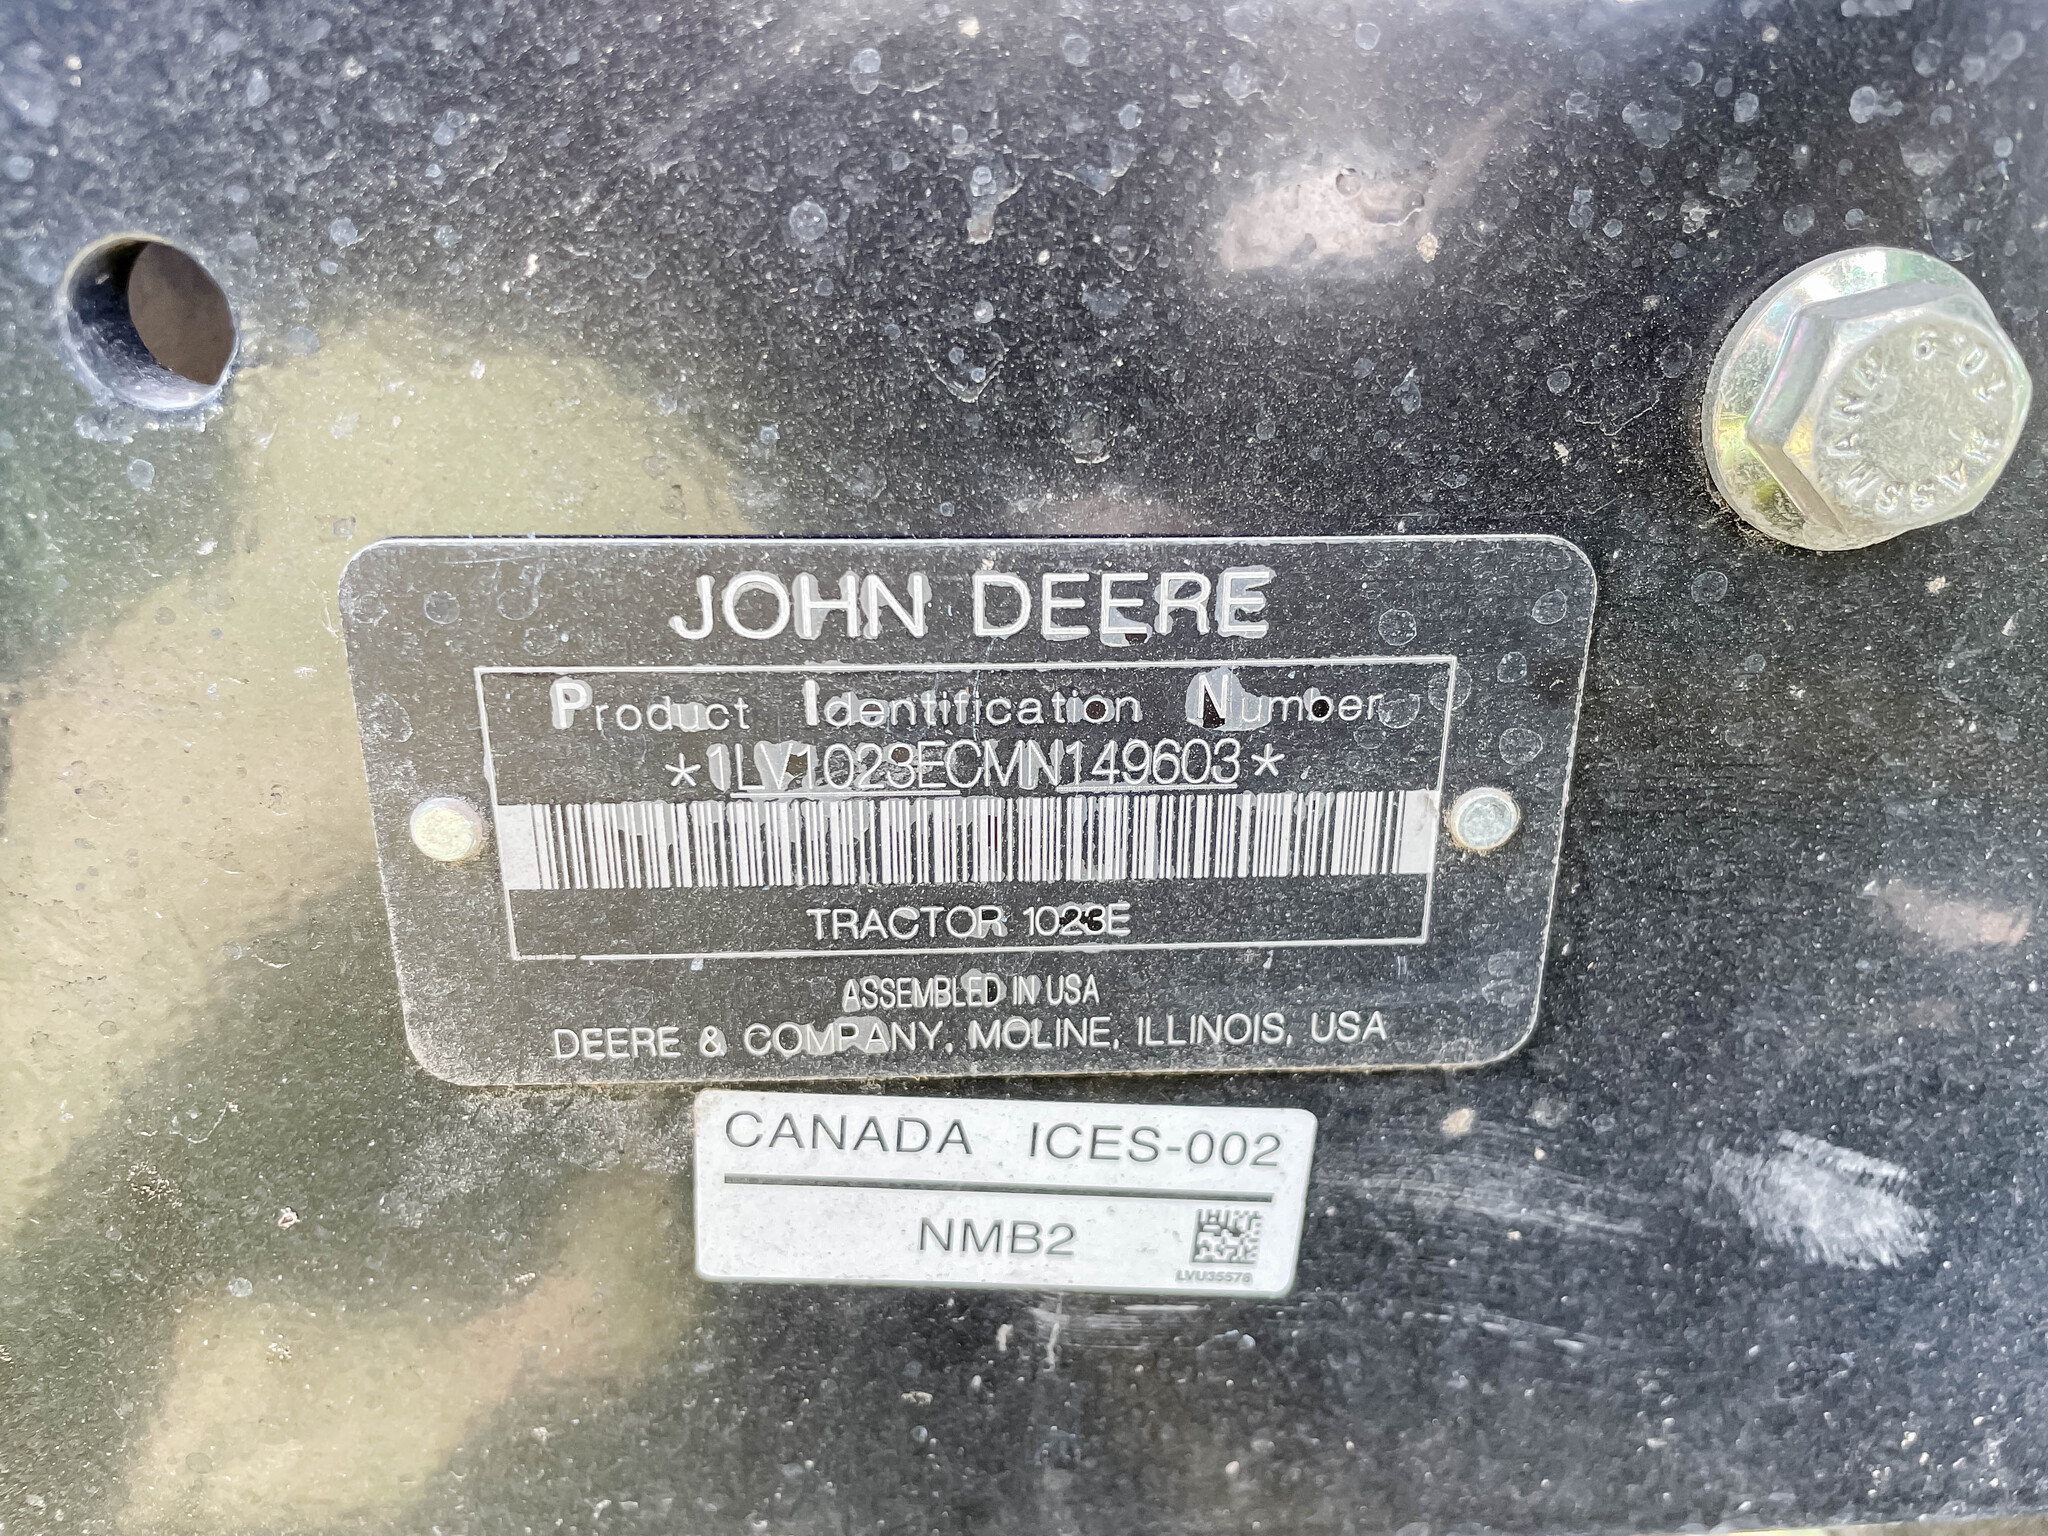 JOHN DEERE
Product Identification Number
*1LV1023ECMN149603*
TRACTOR 1023E
ASSEMBLED IN USA
DEERE & COMPANY, MOLINE, ILLINOIS, USA
CANADA ICES-002
NMB2
LVU35578